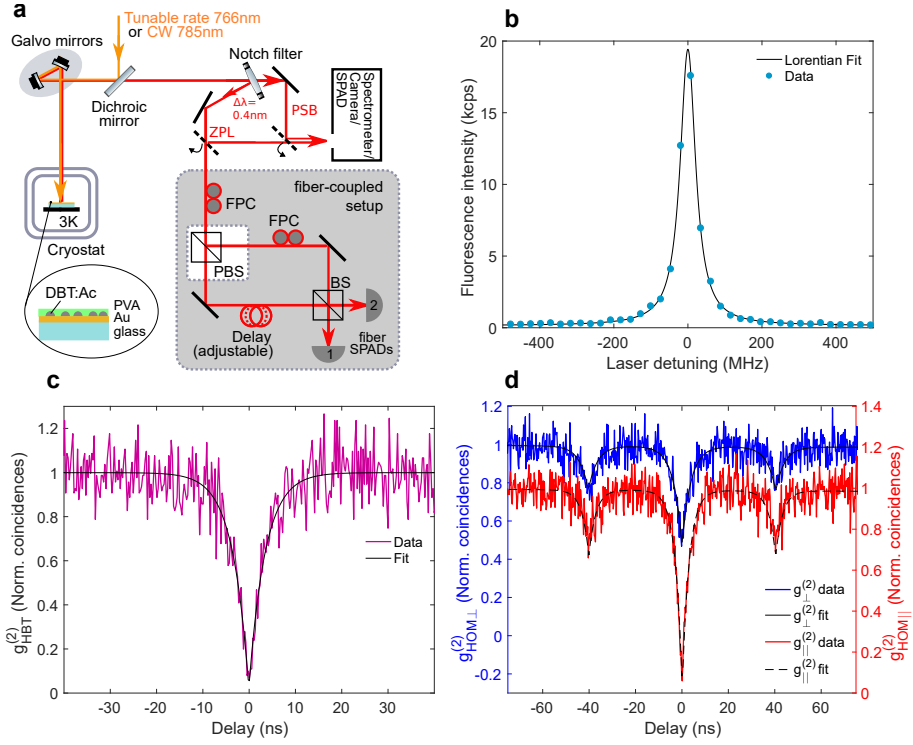 a
Tunable rate 766nm
or CW 785nm
Galvo mirrors
Notch filter
Dichroic
mirror
Δλ=
0.4nm
PSB
ZPL
Spectrometer/
Camera/
SPAD
3K
Cryostat
DBT:Ac
PVA
Au
glass
fiber-coupled
setup
FPC
FPC
PBS
BS
2
1
Delay
(adjustable)
fiber
SPADs
b
Fluorescence intensity (kcps)
20
15
10
5
0
Lorentian Fit
Data
-400
-200
0
200
400
Laser detuning (MHz)
c
g(2)HBT (Norm. coincidences)
1.2
1
0.8
0.6
0.4
0.2
0
Data
Fit
-30
-20
-10
0
10
20
30
Delay (ns)
d
g(2)HOM⊥ (Norm. coincidences)
1.2
1
0.8
0.6
0.4
0.2
0
-0.2
1.4
1.2
1
0.8
0.6
0.4
0.2
0
g(2)HOM|| (Norm. coincidences)
g(2)⊥ data
g(2)⊥ fit
g(2)|| data
g(2)|| fit
-60
-40
-20
0
20
40
60
Delay (ns)